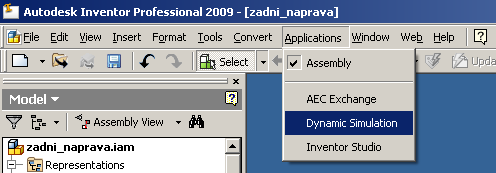 Autodesk Inventor Professional 2009 - [zadni_naprava]
File Edit View Insert Format Tools Convert Applications Window Web Help
Select
Assembly
AEC Exchange
Dynamic Simulation
Inventor Studio
Model
Assembly View
zadni_naprava.iam
Representations